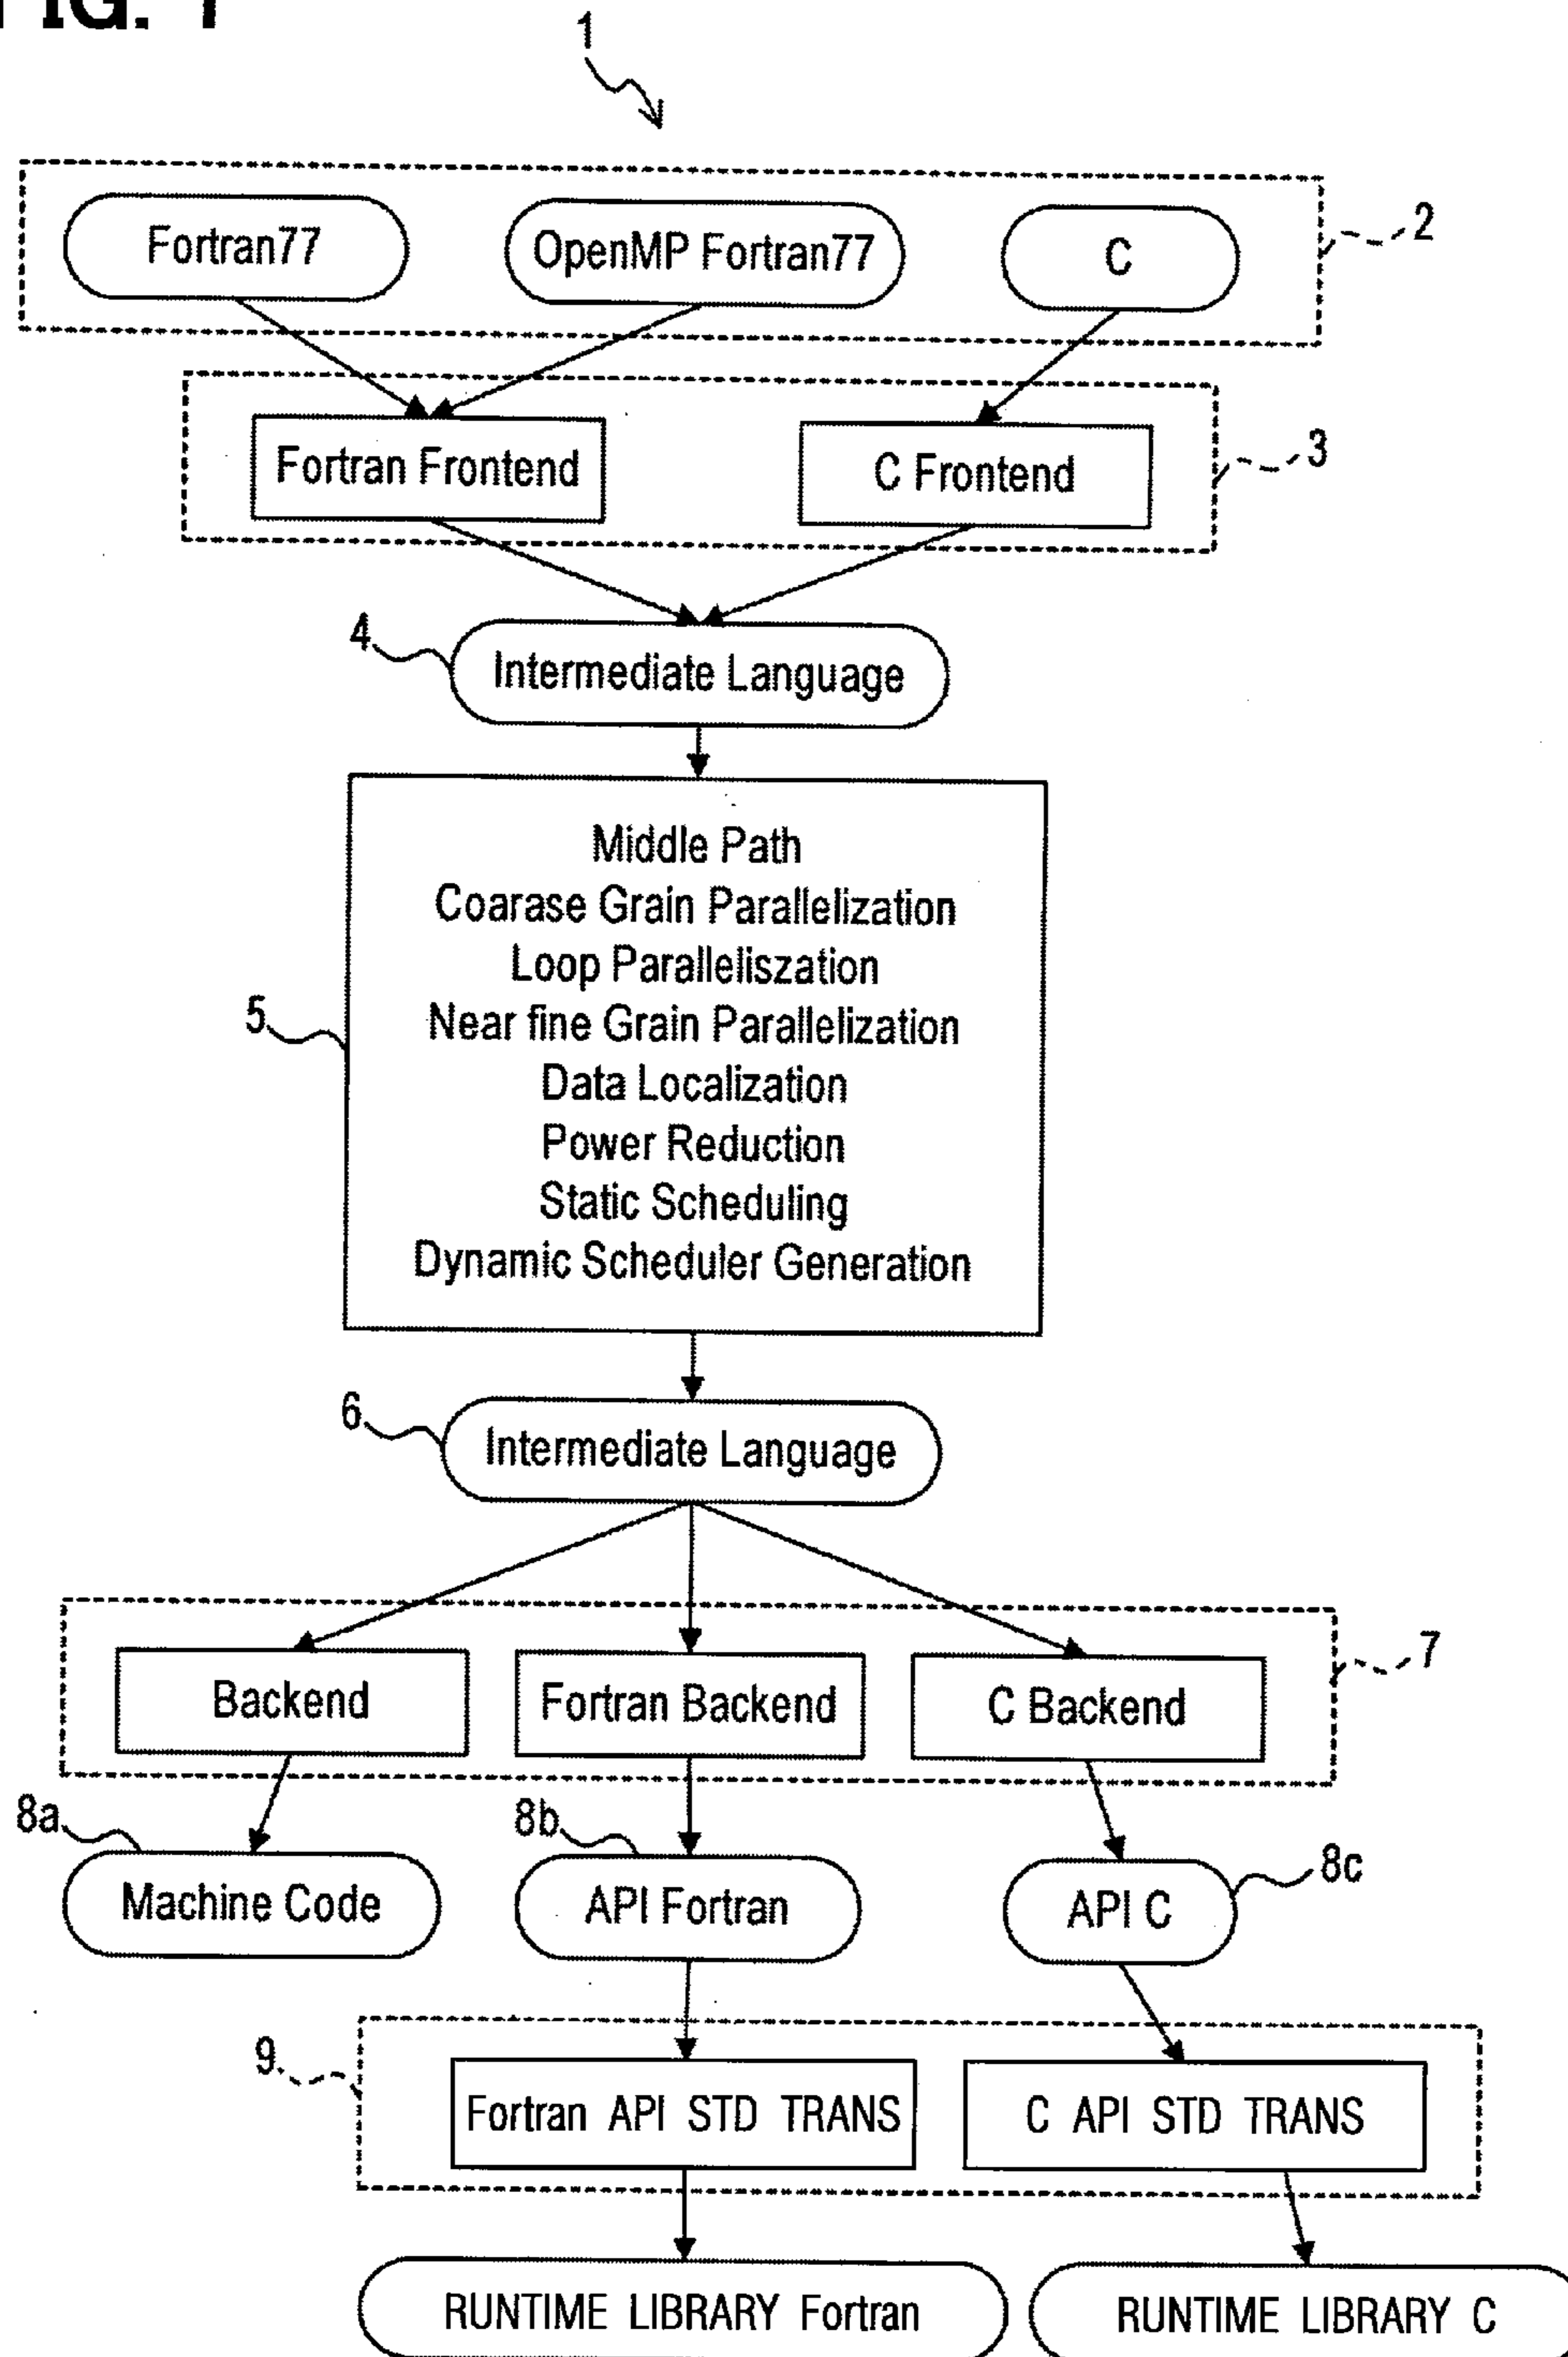 FIG. 1
1
Fortran77
OpenMP Fortran77
C
2
Fortran Frontend
C Frontend
3
4
Intermediate Language
Middle Path
Coarase Grain Parallelization
Loop Paralleliszation
Near fine Grain Parallelization
Data Localization
Power Reduction
Static Scheduling
Dynamic Scheduler Generation
5
6
Intermediate Language
7
Backend
Fortran Backend
C Backend
8a
8b
8c
Machine Code
API Fortran
API C
9
Fortran API STD TRANS
C API STD TRANS
RUNTIME LIBRARY Fortran
RUNTIME LIBRARY C